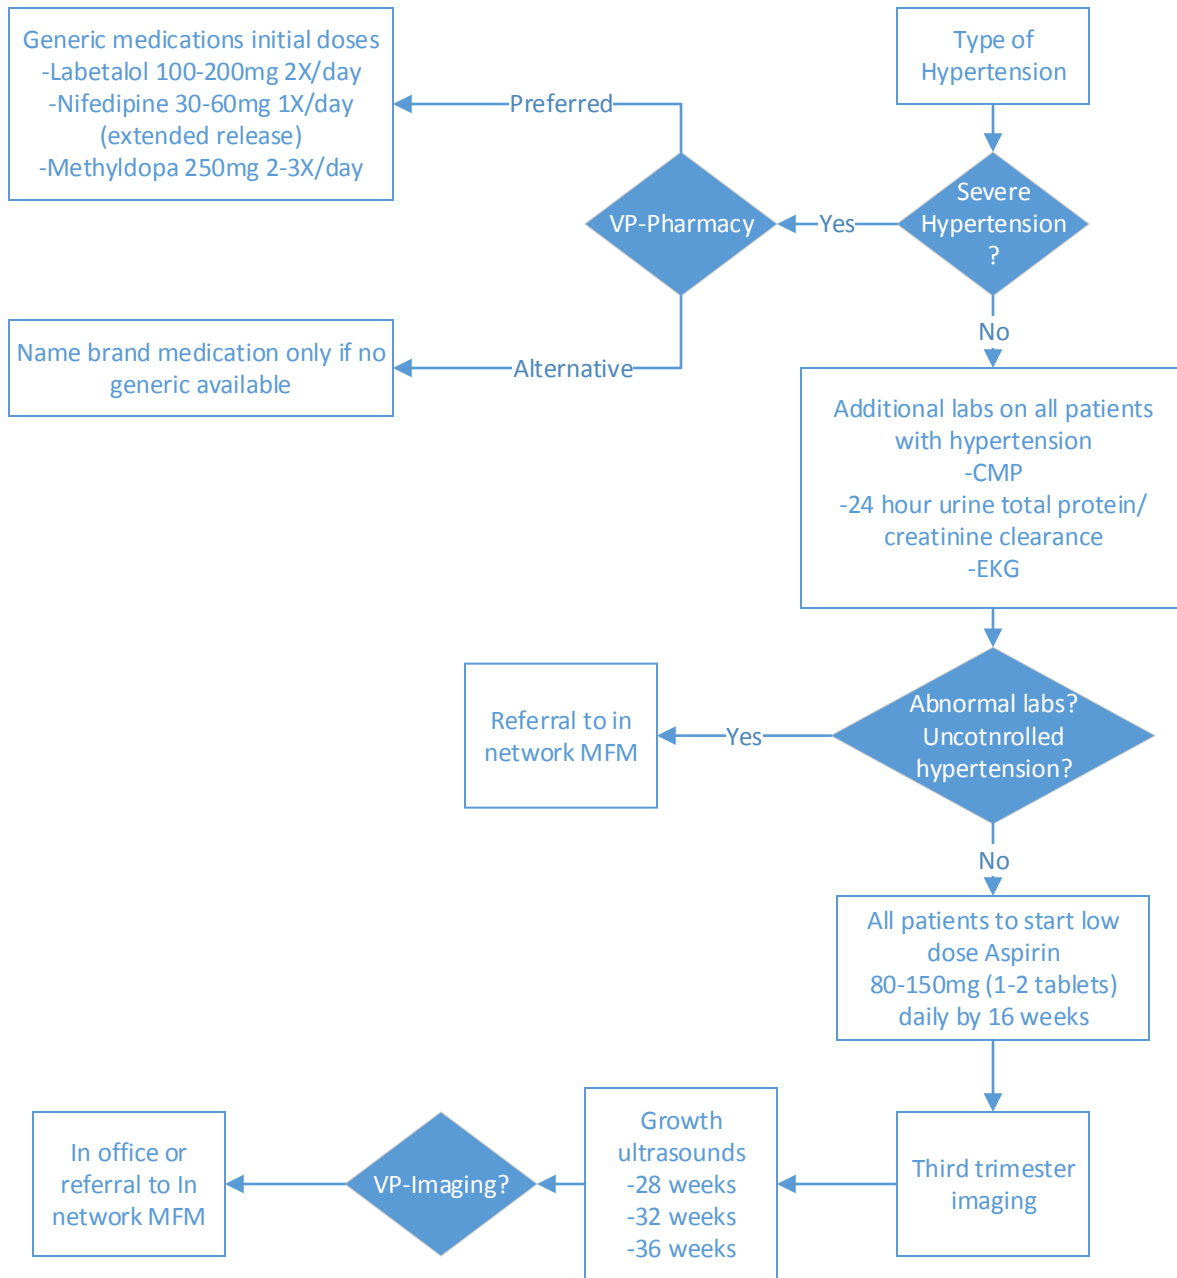 Generic medications initial doses
-Labetalol 100-200mg 2X/day
-Nifedipine 30-60mg 1X/day
(extended release)
-Methyldopa 250mg 2-3X/day
Type of
Hypertension
Preferred
Severe
Hypertension
?
Yes
VP-Pharmacy
No
Name brand medication only if no
generic available
Alternative
Additional labs on all patients
with hypertension
-CMP
-24 hour urine total protein/
creatinine clearance
-EKG
Abnormal labs?
Uncotnrolled
hypertension?
Yes
Referral to in
network MFM
No
All patients to start low
dose Aspirin
80-150mg (1-2 tablets)
daily by 16 weeks
Third trimester
imaging
Growth
ultrasounds
-28 weeks
-32 weeks
-36 weeks
VP-Imaging?
In office or
referral to In
network MFM